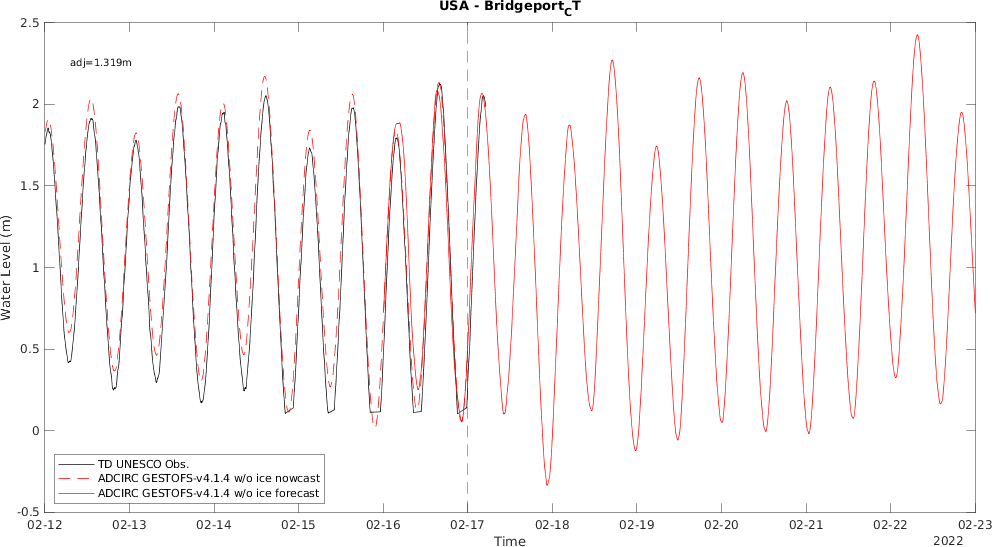 USA - Bridgeport_CT
2.5
2
1.5
1
0.5
0
-0.5
Water Level (m)
adj=1.319m
TD UNESCO Obs.
ADCIRC GESTOFS-v4.1.4 w/o ice nowcast
ADCIRC GESTOFS-v4.1.4 w/o ice forecast
02-12 02-13 02-14 02-15 02-16 02-17 02-18 02-19 02-20 02-21 02-22 02-23
Time
2022